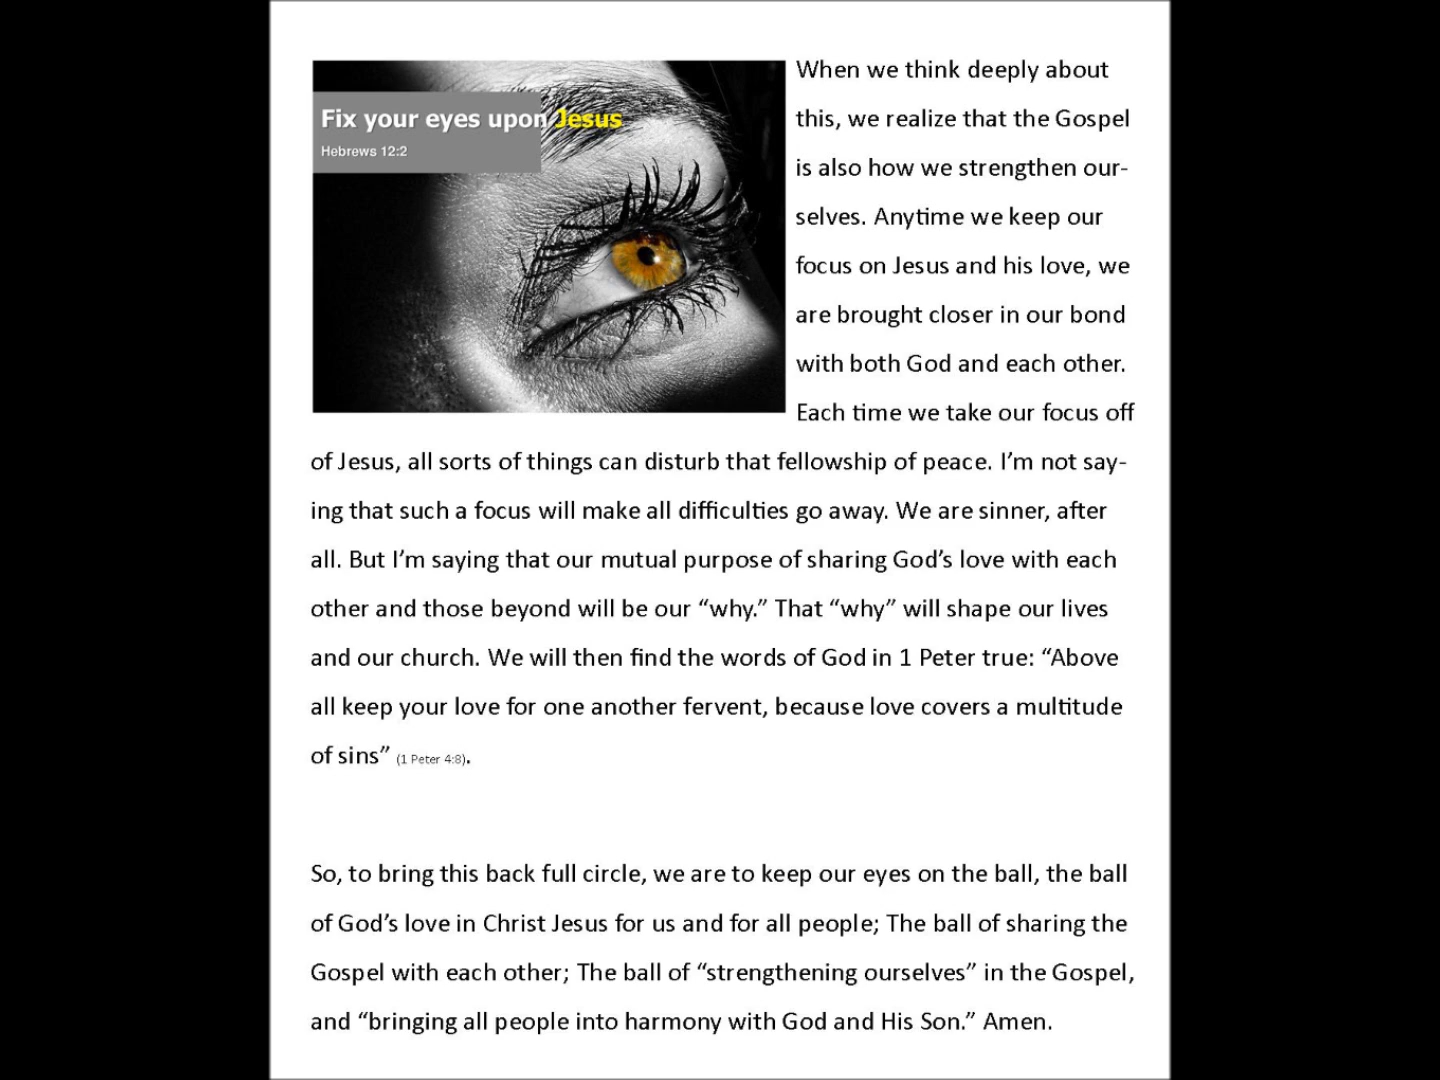 Fix your eyes upon Jesus
Hebrews 12:2
When we think deeply about
this, we realize that the Gospel
is also how we strengthen our-
selves. Anytime we keep our
focus on Jesus and his love, we
are brought closer in our bond
with both God and each other.
Each time we take our focus off
of Jesus, all sorts of things can disturb that fellowship of peace. I’m not say-
ing that such a focus will make all difficulties go away. We are sinner, after
all. But I’m saying that our mutual purpose of sharing God’s love with each
other and those beyond will be our “why.” That “why” will shape our lives
and our church. We will then find the words of God in 1 Peter true: “Above
all keep your love for one another fervent, because love covers a multitude
of sins” (1 Peter 4:8).
So, to bring this back full circle, we are to keep our eyes on the ball, the ball
of God’s love in Christ Jesus for us and for all people; The ball of sharing the
Gospel with each other; The ball of “strengthening ourselves” in the Gospel,
and “bringing all people into harmony with God and His Son.” Amen.